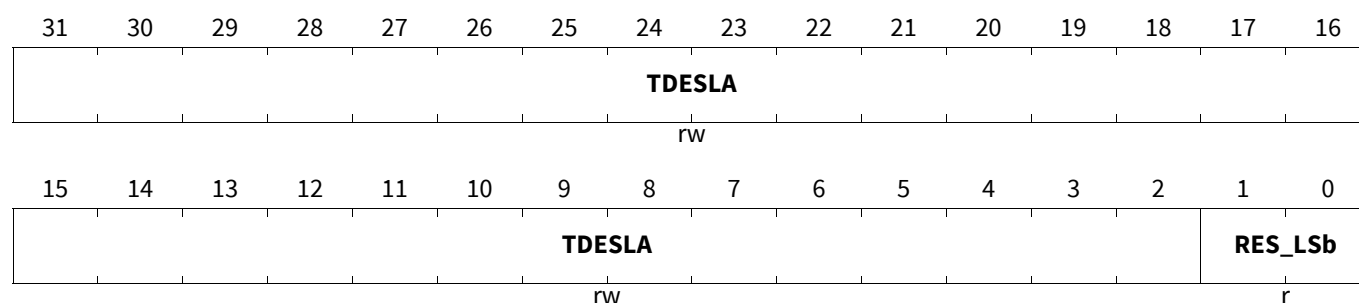 31 30 29 28 27 26 25 24 23 22 21 20 19 18 17 16
TDESLA
rw
15 14 13 12 11 10 9 8 7 6 5 4 3 2 1 0
TDESLA RES_LSb
rw r